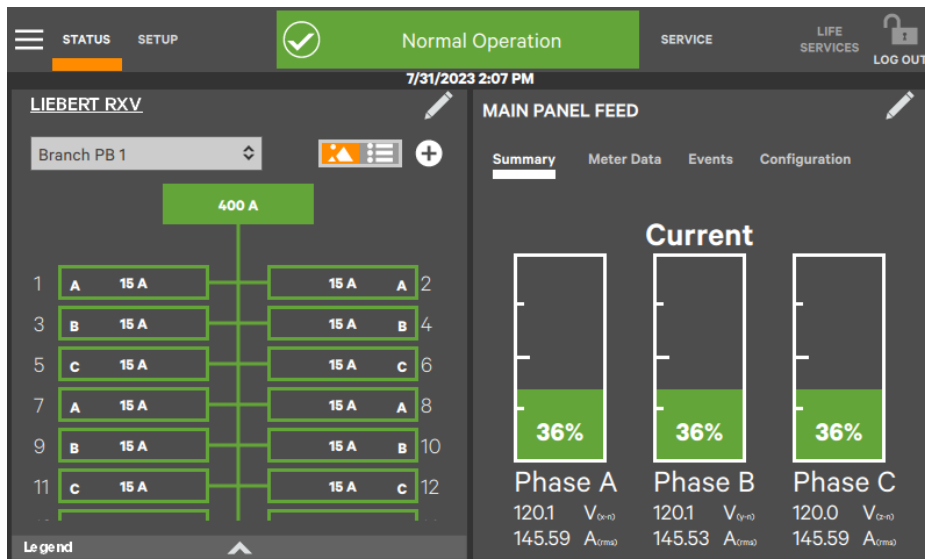 STATUS SETUP Normal Operation SERVICE LIFE SERVICES LOG OUT
7/31/2023 2:07 PM
LIEBERT RXV
Branch PB 1
400 A
1 A 15 A 15 A A 2
3 B 15 A 15 A B 4
5 C 15 A 15 A C 6
7 A 15 A 15 A A 8
9 B 15 A 15 A B 10
11 C 15 A 15 A C 12
Legend
MAIN PANEL FEED
Summary Meter Data Events Configuration
Current
36% 36% 36%
Phase A Phase B Phase C
120.1 V(x-n) 120.1 V(y-n) 120.0 V(z-n)
145.59 A(rms) 145.53 A(rms) 145.59 A(rms)